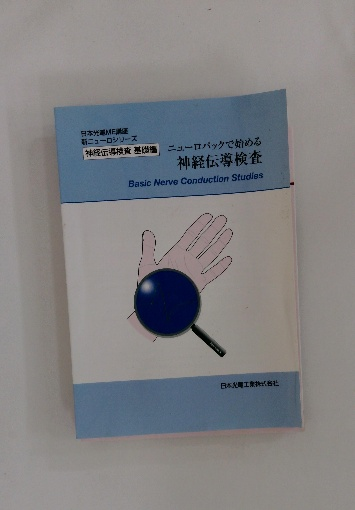 日本光電ME講座
新ニューロシリーズ
神経伝導検査 基礎編
ニューロパックで始める
神経伝導検査
Basic Nerve Conduction Studies
日本光電工業株式会社